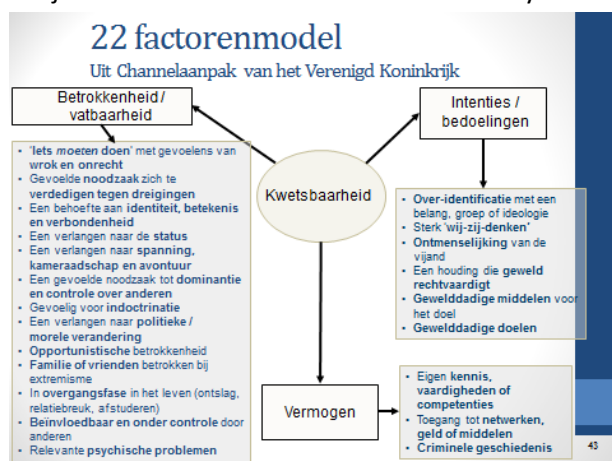 22 factorenmodel
Uit Channelaanpak van het Verenigd Koninkrijk
Betrokkenheid /
vatbaarheid
Intenties /
bedoelingen
Kwetsbaarheid
• 'Iets moeten doen' met gevoelens van
wrok en onrecht
• Gevoelde noodzaak zich te
verdedigen tegen dreigingen
• Een behoefte aan identiteit, betekenis
en verbondenheid
• Een verlangen naar de status
• Een verlangen naar spanning,
kameraadschap en avontuur
• Een gevoelde noodzaak tot dominantie
en controle over anderen
• Gevoelig voor indoctrinatie
• Een verlangen naar politieke /
morele verandering
• Opportunistische betrokkenheid
• Familie of vrienden betrokken bij
extremisme
• In overgangsfase in het leven (ontslag,
relatiebreuk, afstuderen)
• Beïnvloedbaar en onder controle door
anderen
• Relevante psychische problemen
• Over-identificatie met een
belang, groep of ideologie
• Sterk 'wij-zij-denken'
• Ontmenselijking van de
vijand
• Een houding die geweld
rechtvaardigt
• Gewelddadige middelen voor
het doel
• Gewelddadige doelen
Vermogen
• Eigen kennis,
vaardigheden of
competenties
• Toegang tot netwerken,
geld of middelen
• Criminele geschiedenis
43